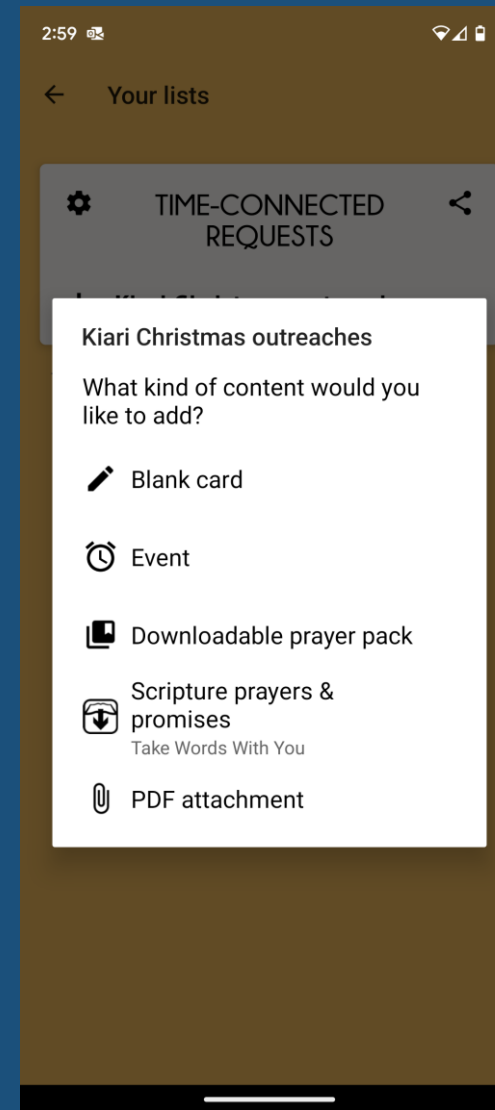 2:59
Your lists
TIME-CONNECTED
REQUESTS
Kiari Christmas outreaches
What kind of content would you
like to add?
Blank card
Event
Downloadable prayer pack
Scripture prayers &
promises
Take Words With You
PDF attachment